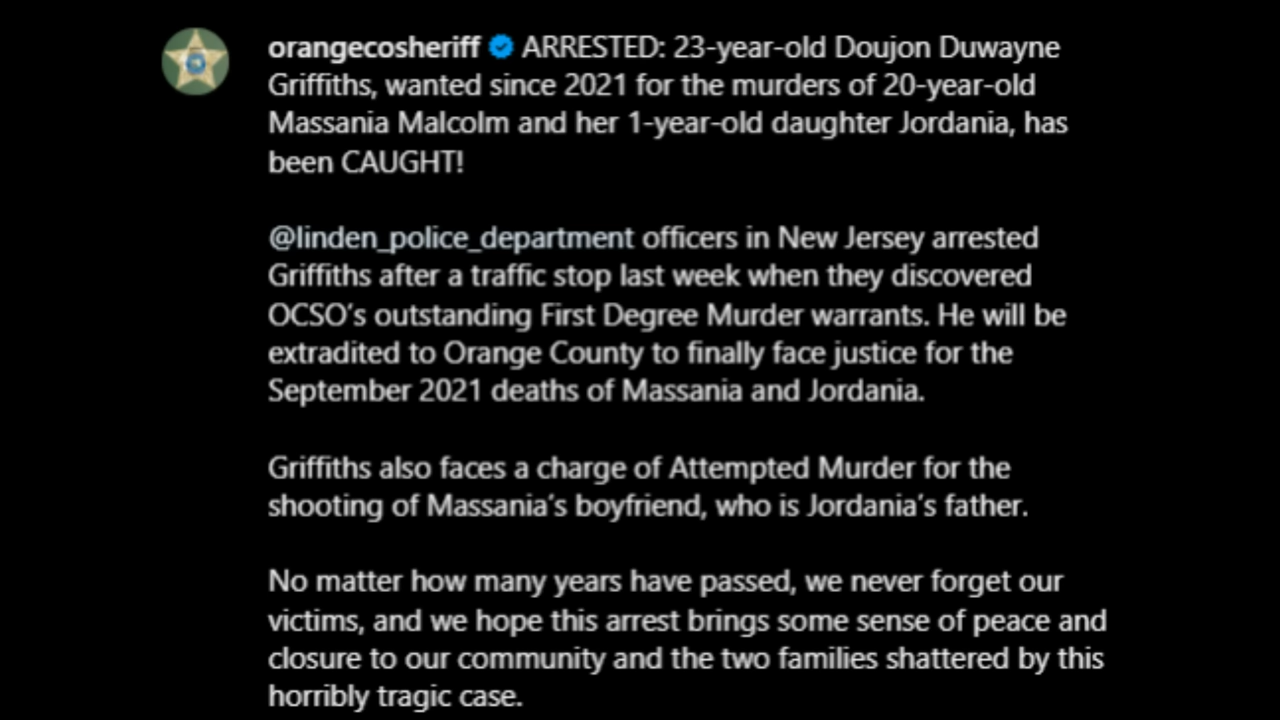 orangecosheriff ARRESTED: 23-year-old Doujon Duwayne
Griffiths, wanted since 2021 for the murders of 20-year-old
Massania Malcolm and her 1-year-old daughter Jordania, has
been CAUGHT!
@linden_police_department officers in New Jersey arrested
Griffiths after a traffic stop last week when they discovered
OCSO’s outstanding First Degree Murder warrants. He will be
extradited to Orange County to finally face justice for the
September 2021 deaths of Massania and Jordania.
Griffiths also faces a charge of Attempted Murder for the
shooting of Massania’s boyfriend, who is Jordania’s father.
No matter how many years have passed, we never forget our
victims, and we hope this arrest brings some sense of peace and
closure to our community and the two families shattered by this
horribly tragic case.